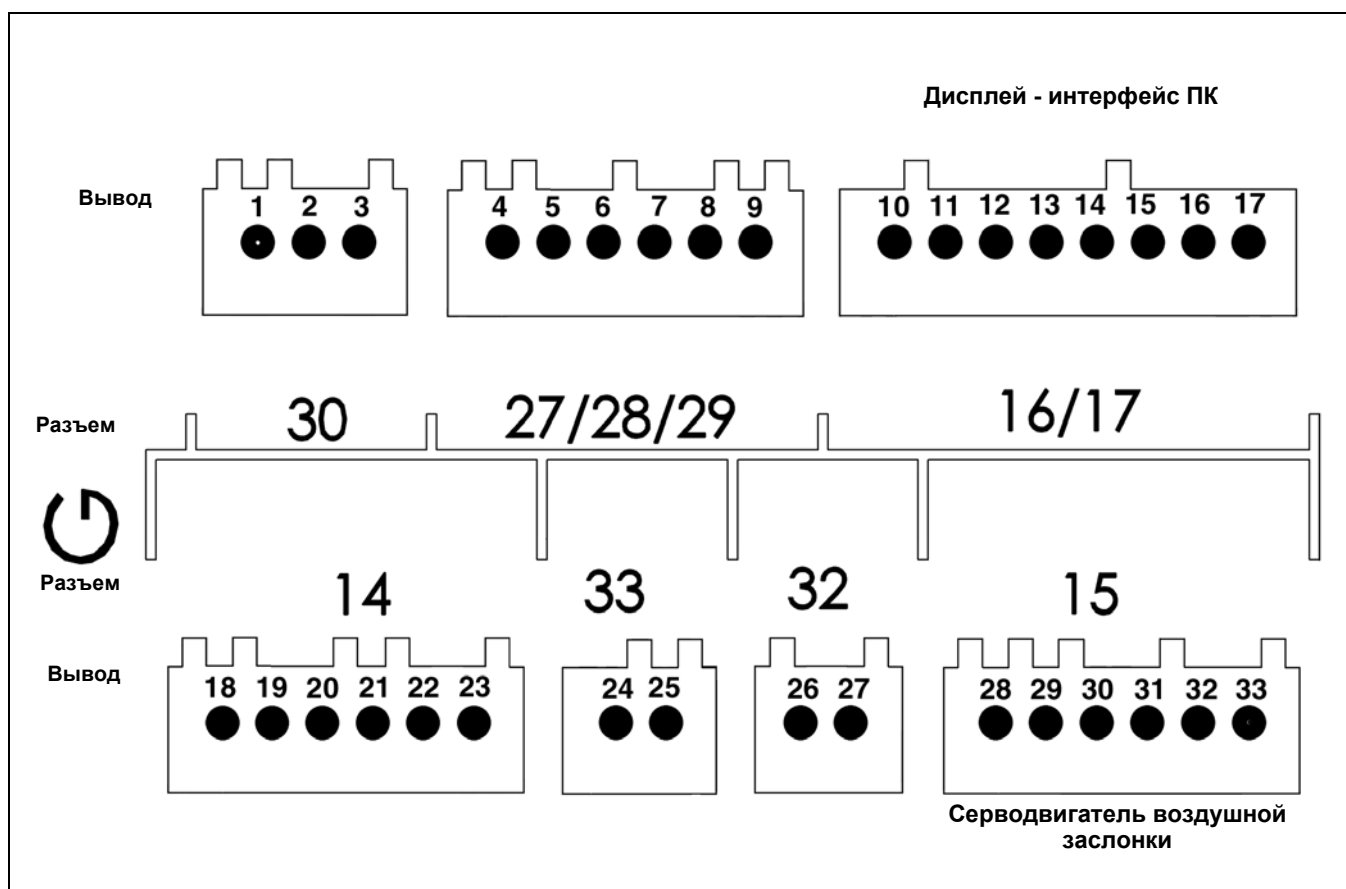 Дисплей - интерфейс ПК
Вывод
1 2 3 4 5 6 7 8 9 10 11 12 13 14 15 16 17
Разъем 30 27/28/29 16/17
Разъем 14 33 32 15
Вывод
18 19 20 21 22 23 24 25 26 27 28 29 30 31 32 33
Серводвигатель воздушной
заслонки